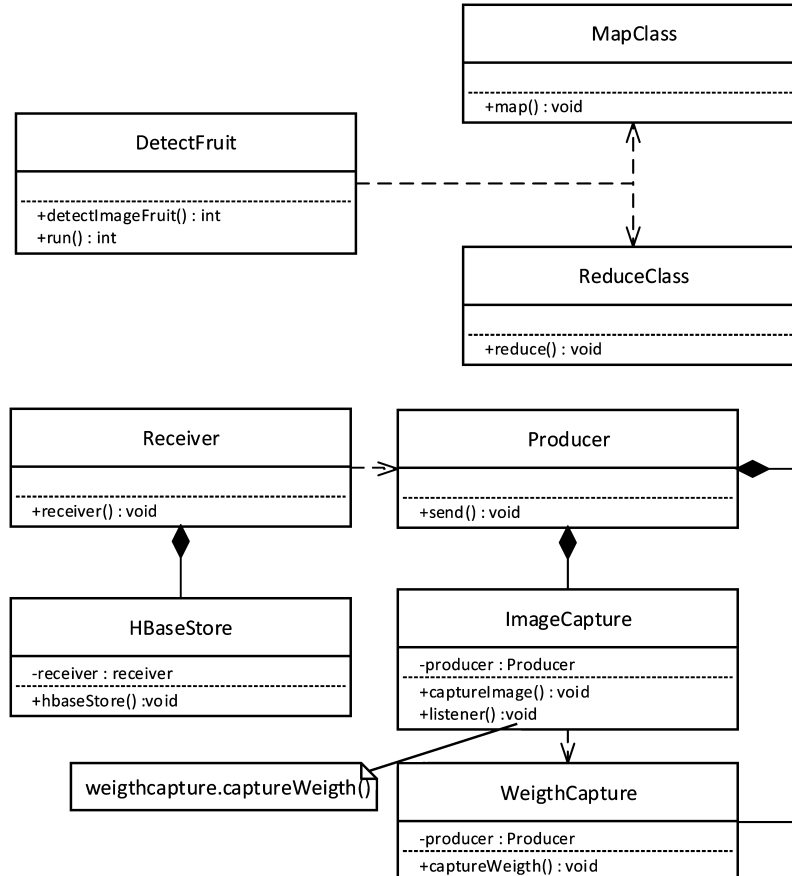 MapClass
+map() : void
DetectFruit
+detectImageFruit() : int
+run() : int
ReduceClass
+reduce() : void
Receiver
+receiver() : void
Producer
+send() : void
HBaseStore
-receiver : receiver
+hbaseStore() :void
ImageCapture
-producer : Producer
+captureImage() : void
+listener() :void
weigthcapture.captureWeigth()
WeigthCapture
-producer : Producer
+captureWeigth() : void